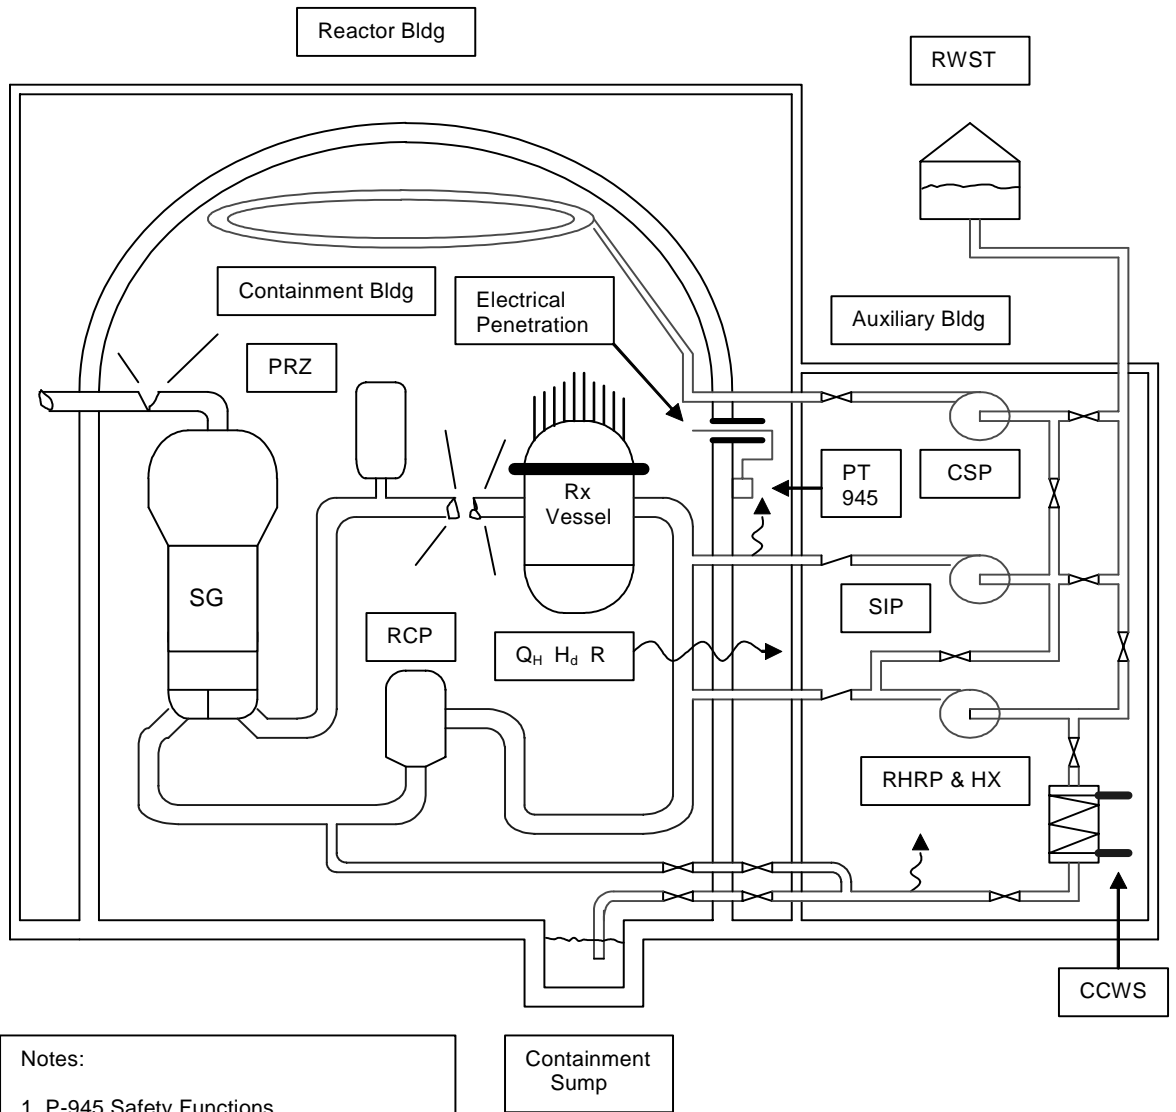 Reactor Bldg
RWST
Containment Bldg
Electrical
Penetration
Auxiliary Bldg
PRZ
PT
945
CSP
Rx
Vessel
SG
SIP
RCP
QH Hd R
RHRP & HX
CCWS
Notes:
1. P-945 Safety Functions
Containment
Sump